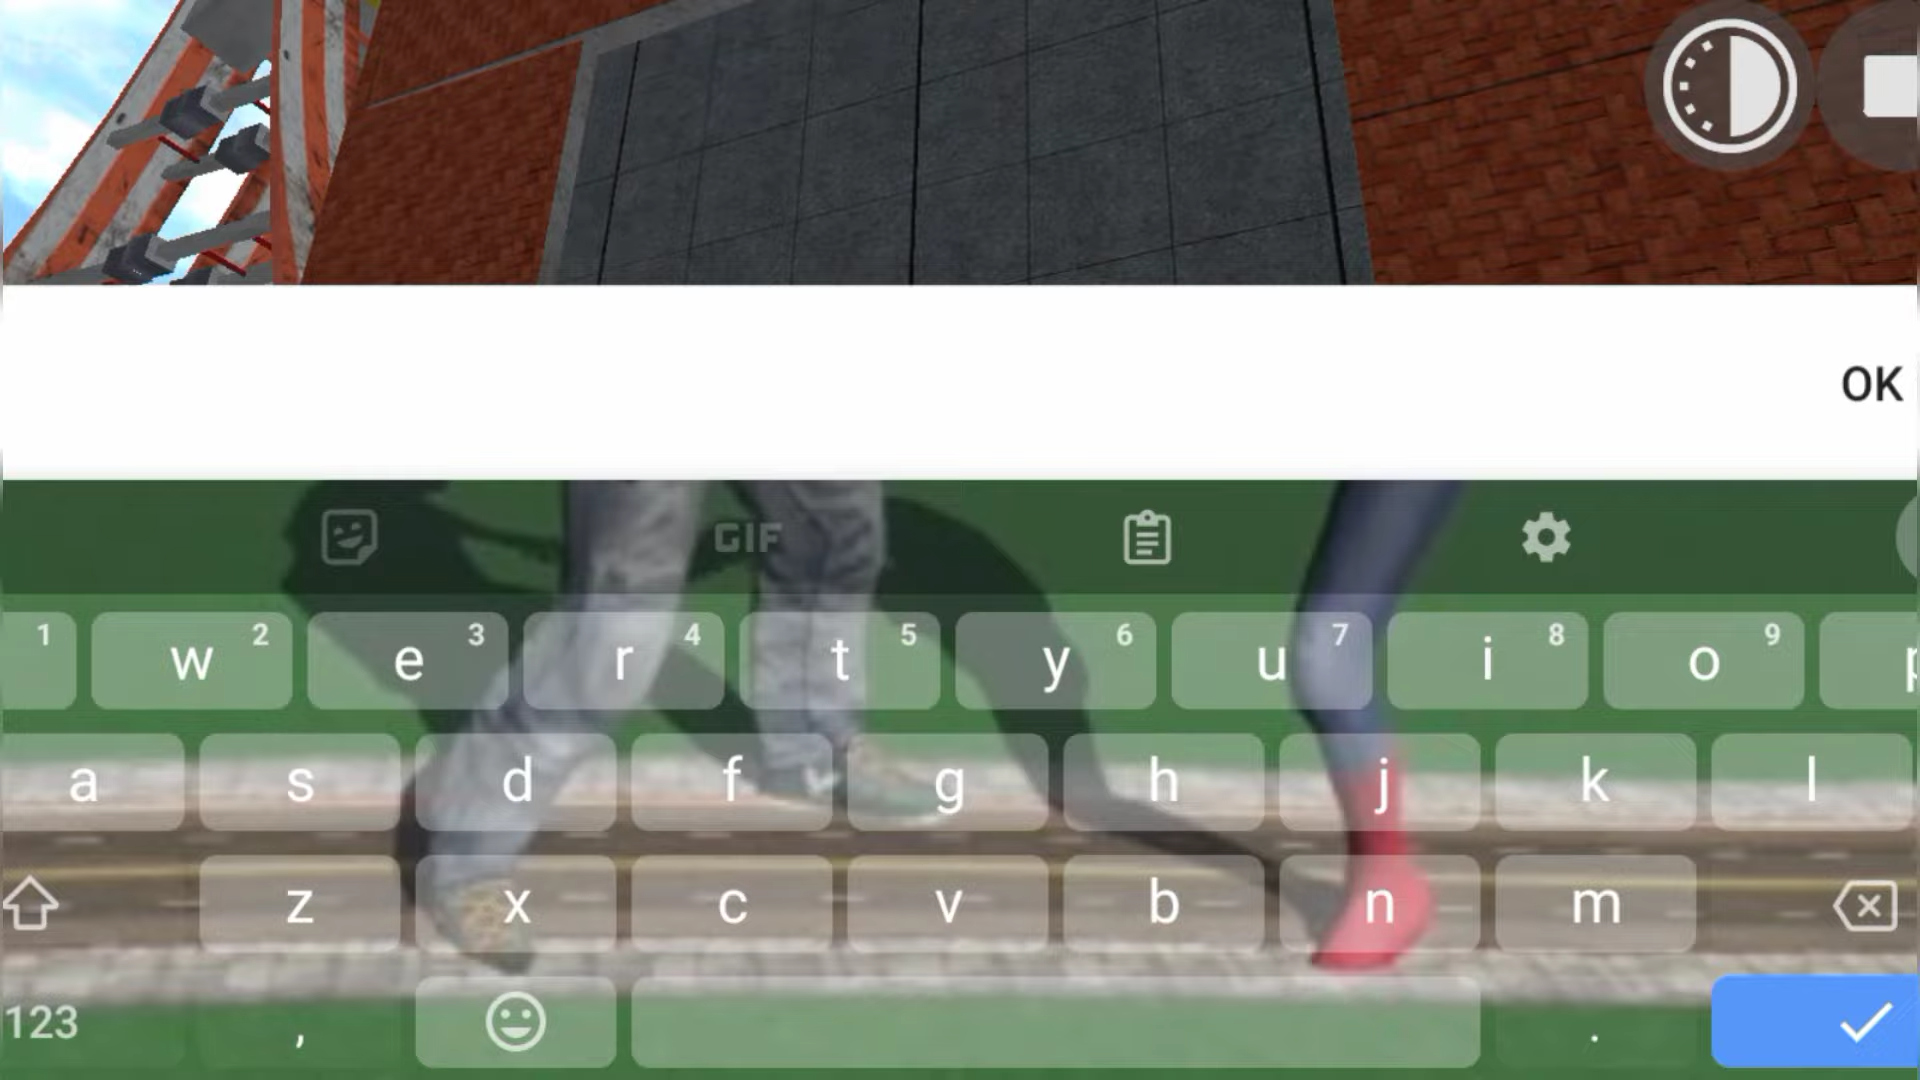 OK
GIF
1 w 2 e 3 r 4 t 5 y 6 u 7 i 8 o 9 p
a s d f g h j k l
z x c v b n m
123 , .